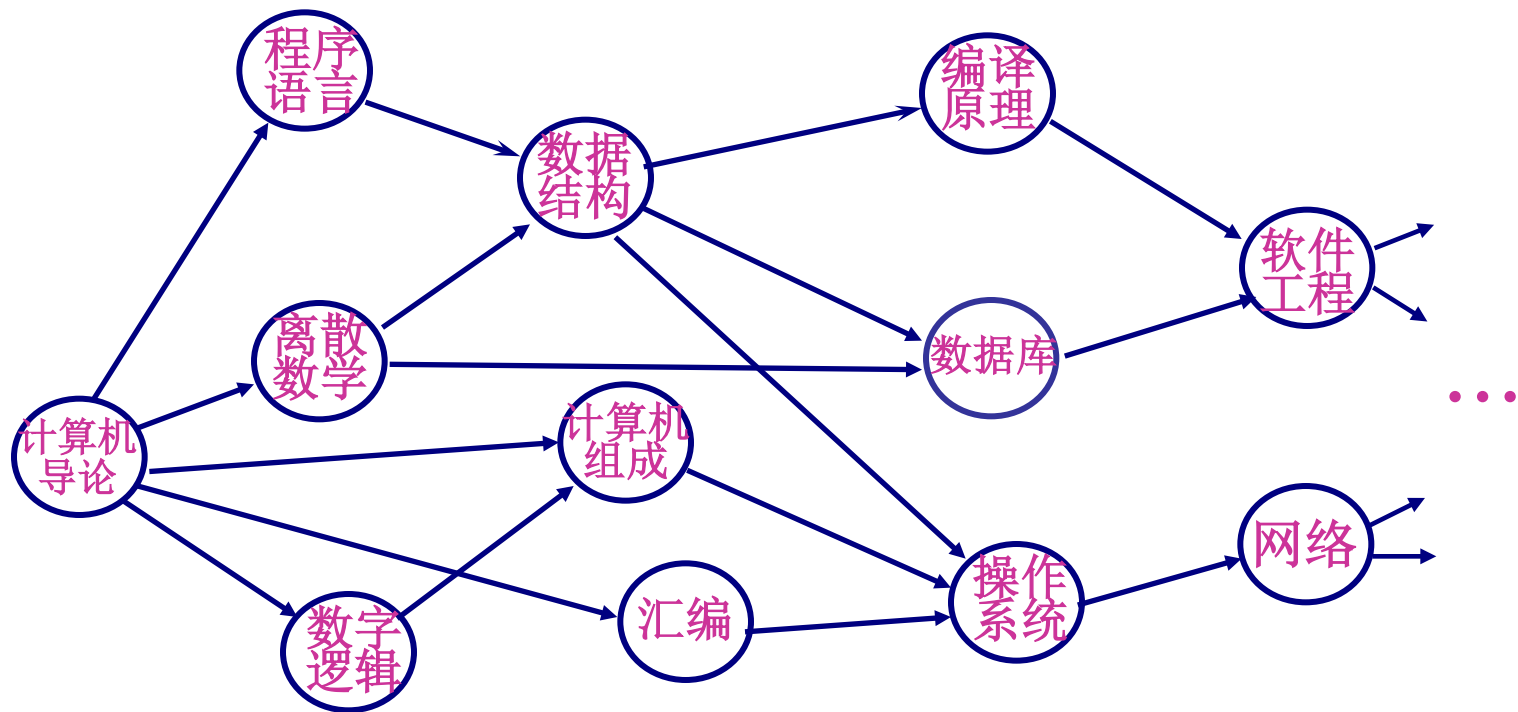 程序
语言
编译
原理
数据
结构
软件
工程
离散
数学
数据库
计算机
导论
计算机
组成
...
网络
操作
系统
汇编
数字
逻辑